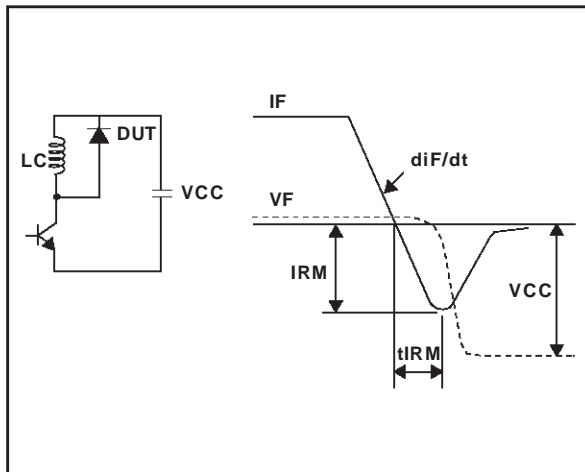 DUT
LC
VCC
IF
diF/dt
VF
IRM
VCC
tIRM